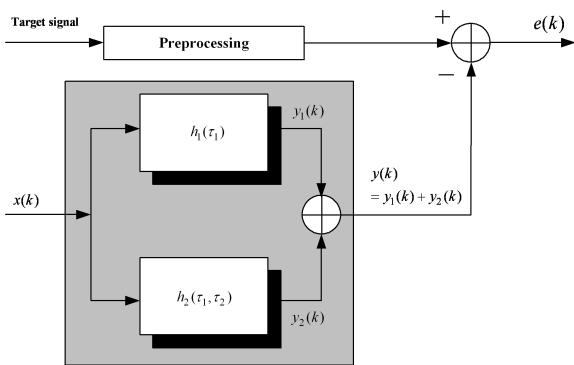 Target signal
Preprocessing
+
e(k)
−
h₁(τ₁)
y₁(k)
x(k)
y(k)
= y₁(k) + y₂(k)
h₂(τ₁, τ₂)
y₂(k)